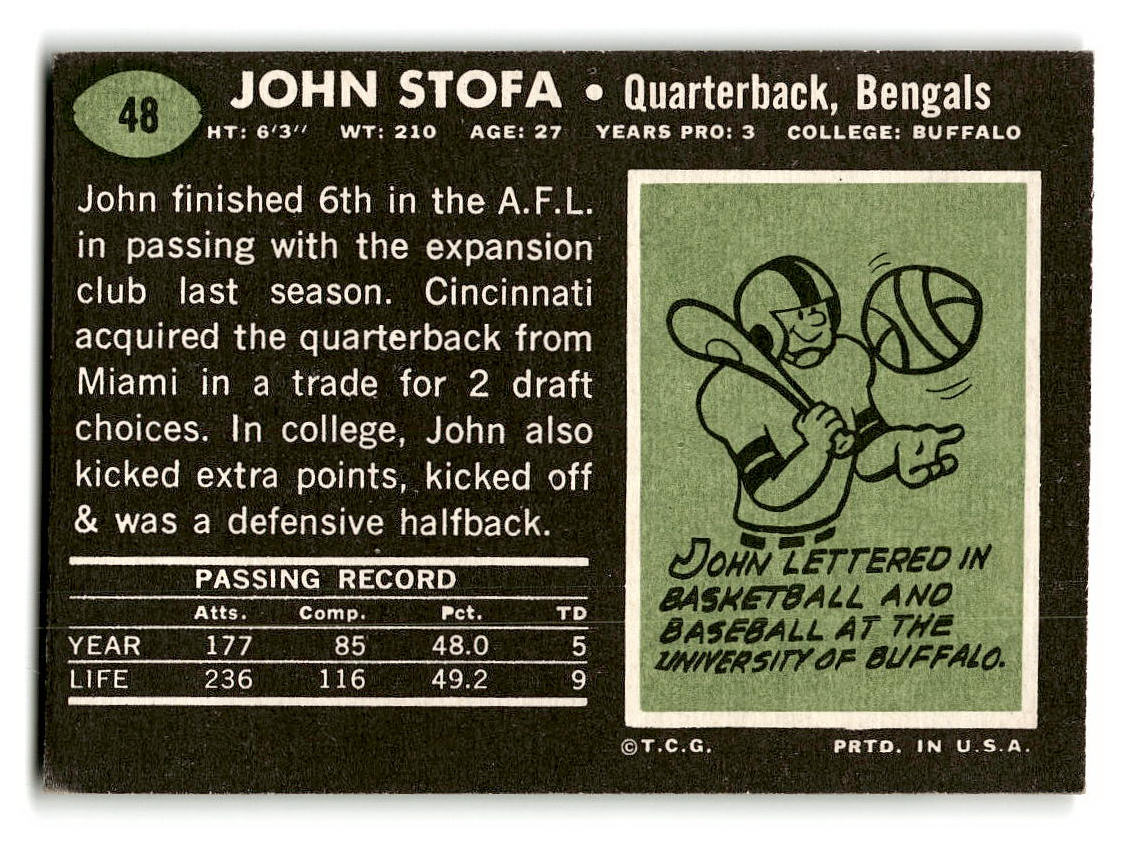 48
JOHN STOFA • Quarterback, Bengals
HT: 6'3" WT: 210 AGE: 27 YEARS PRO: 3 COLLEGE: BUFFALO
John finished 6th in the A.F.L.
in passing with the expansion
club last season. Cincinnati
acquired the quarterback from
Miami in a trade for 2 draft
choices. In college, John also
kicked extra points, kicked off
& was a defensive halfback.
PASSING RECORD
Atts. Comp. Pct. TD
YEAR 177 85 48.0 5
LIFE 236 116 49.2 9
JOHN LETTERED IN
BASKETBALL AND
BASEBALL AT THE
UNIVERSITY OF BUFFALO.
©T.C.G. PRTD. IN U.S.A.